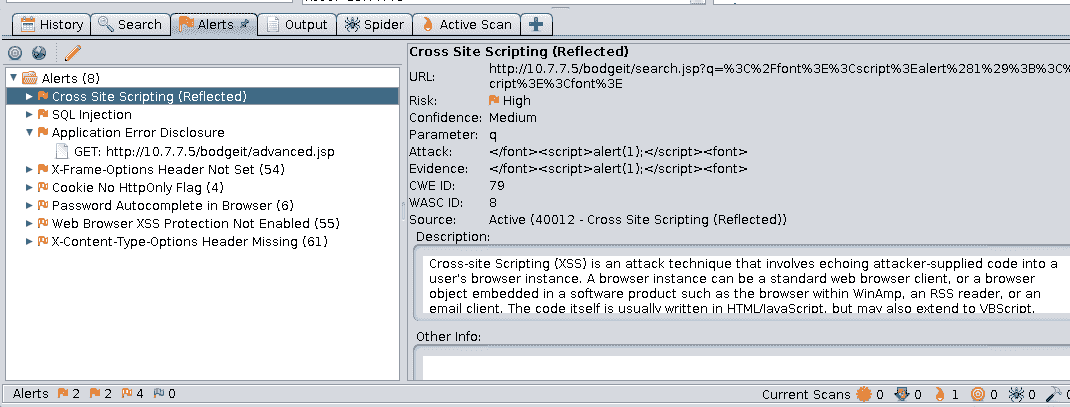 History Search Alerts Output Spider Active Scan
Alerts (8)
Cross Site Scripting (Reflected)
SQL Injection
Application Error Disclosure
GET: http://10.7.7.5/bodgeit/advanced.jsp
X-Frame-Options Header Not Set (54)
Cookie No HttpOnly Flag (4)
Password Autocomplete in Browser (6)
Web Browser XSS Protection Not Enabled (55)
X-Content-Type-Options Header Missing (61)
Cross Site Scripting (Reflected)
URL: http://10.7.7.5/bodgeit/search.jsp?q=%3C%2Ffont%3E%3Cscript%3Ealert%281%29%3B%3C%
cript%3E%3Cfont%3E
Risk: High
Confidence: Medium
Parameter: q
Attack: </font><script>alert(1);</script><font>
Evidence: </font><script>alert(1);</script><font>
CWE ID: 79
WASC ID: 8
Source: Active (40012 - Cross Site Scripting (Reflected))
Description:
Cross-site Scripting (XSS) is an attack technique that involves echoing attacker-supplied code into a
user's browser instance. A browser instance can be a standard web browser client, or a browser
object embedded in a software product such as the browser within WinAmp, an RSS reader, or an
email client. The code itself is usually written in HTML/JavaScript, but may also extend to VBScript,
Other Info:
Alerts 2 2 4 0 Current Scans 0 0 1 0 0